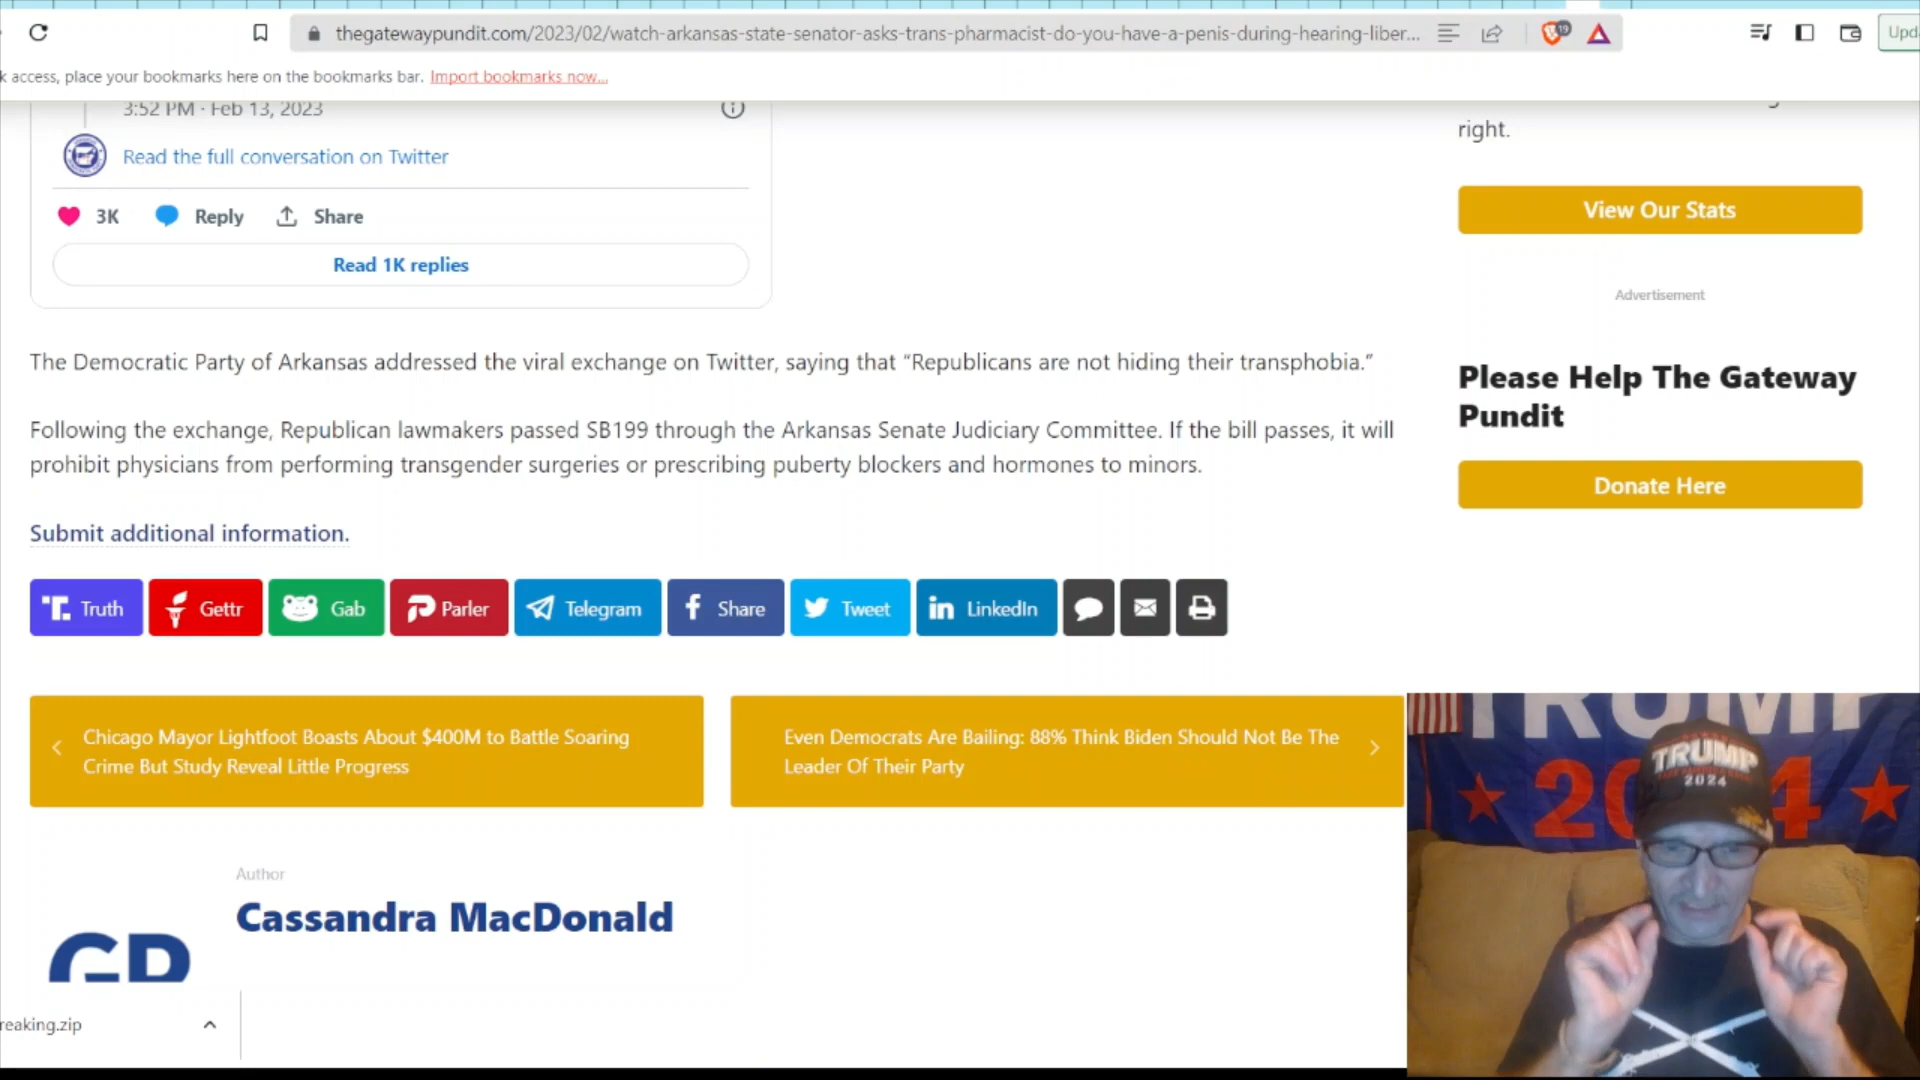 thegatewaypundit.com/2023/02/watch-arkansas-state-senator-asks-trans-pharmacist-do-you-have-a-penis-during-hearing-liber...
19
Upda
k access, place your bookmarks here on the bookmarks bar. Import bookmarks now...
3:52 PM · Feb 13, 2023
Read the full conversation on Twitter
3K Reply Share
Read 1K replies
The Democratic Party of Arkansas addressed the viral exchange on Twitter, saying that “Republicans are not hiding their transphobia.”
Following the exchange, Republican lawmakers passed SB199 through the Arkansas Senate Judiciary Committee. If the bill passes, it will
prohibit physicians from performing transgender surgeries or prescribing puberty blockers and hormones to minors.
Submit additional information.
Truth Gettr Gab Parler Telegram Share Tweet LinkedIn
Chicago Mayor Lightfoot Boasts About $400M to Battle Soaring
Crime But Study Reveal Little Progress
Even Democrats Are Bailing: 88% Think Biden Should Not Be The
Leader Of Their Party
Author
Cassandra MacDonald
GP
reaking.zip
right.
View Our Stats
Advertisement
Please Help The Gateway
Pundit
Donate Here
TRUMP
20 4
TRUMP
2024